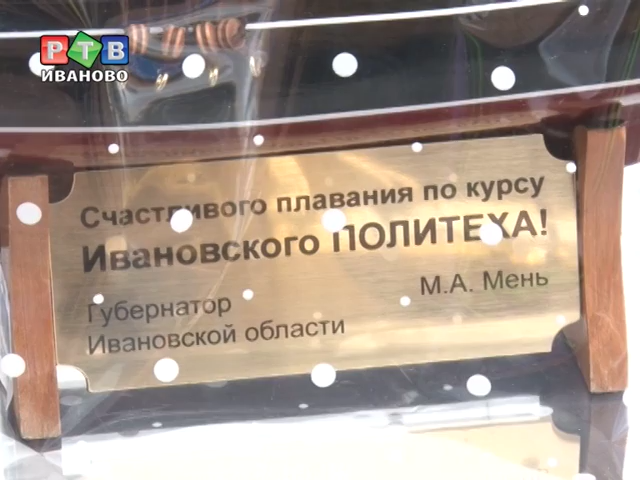 РТВ
ИВАНОВО
Счастливого плавания по курсу
Ивановского ПОЛИТЕХА!
М.А. Мень
Губернатор
Ивановской области